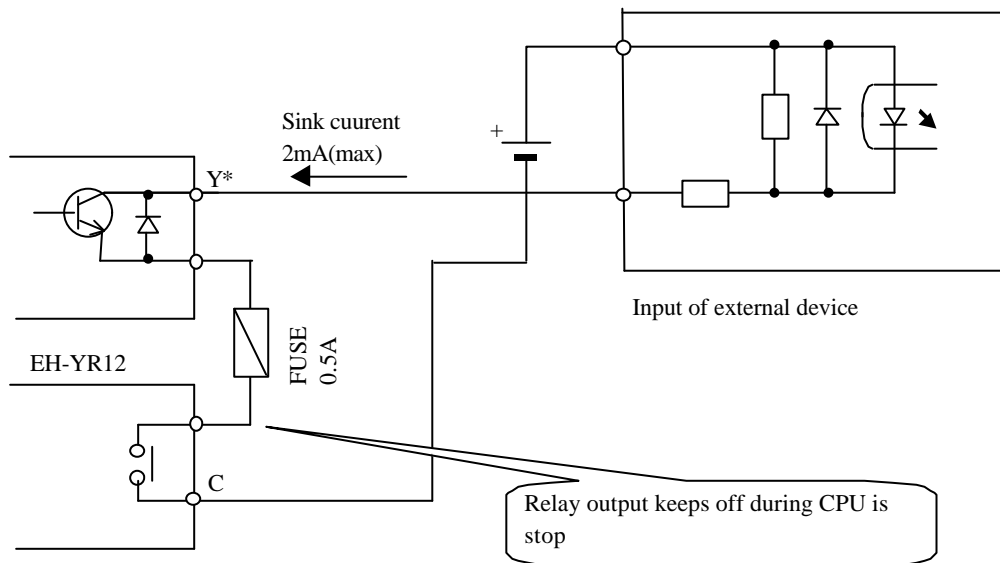 Sink cuurent
2mA(max)
+
Y*
Input of external device
EH-YR12
FUSE
0.5A
C
Relay output keeps off during CPU is
stop